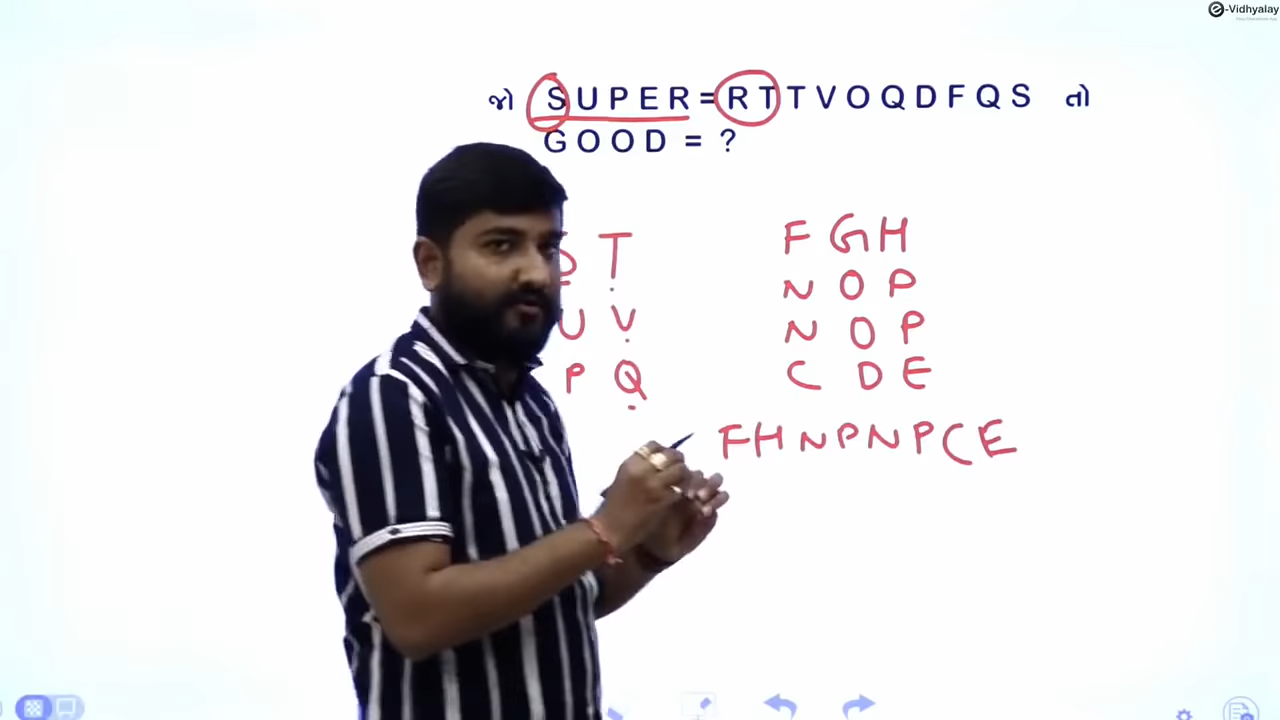 e-Vidhyalay
જો SUPER = RTTVOQDFQS તો
GOOD = ?
T F G H
U V N O P
N O P
P Q C D E
FHNPNPCE